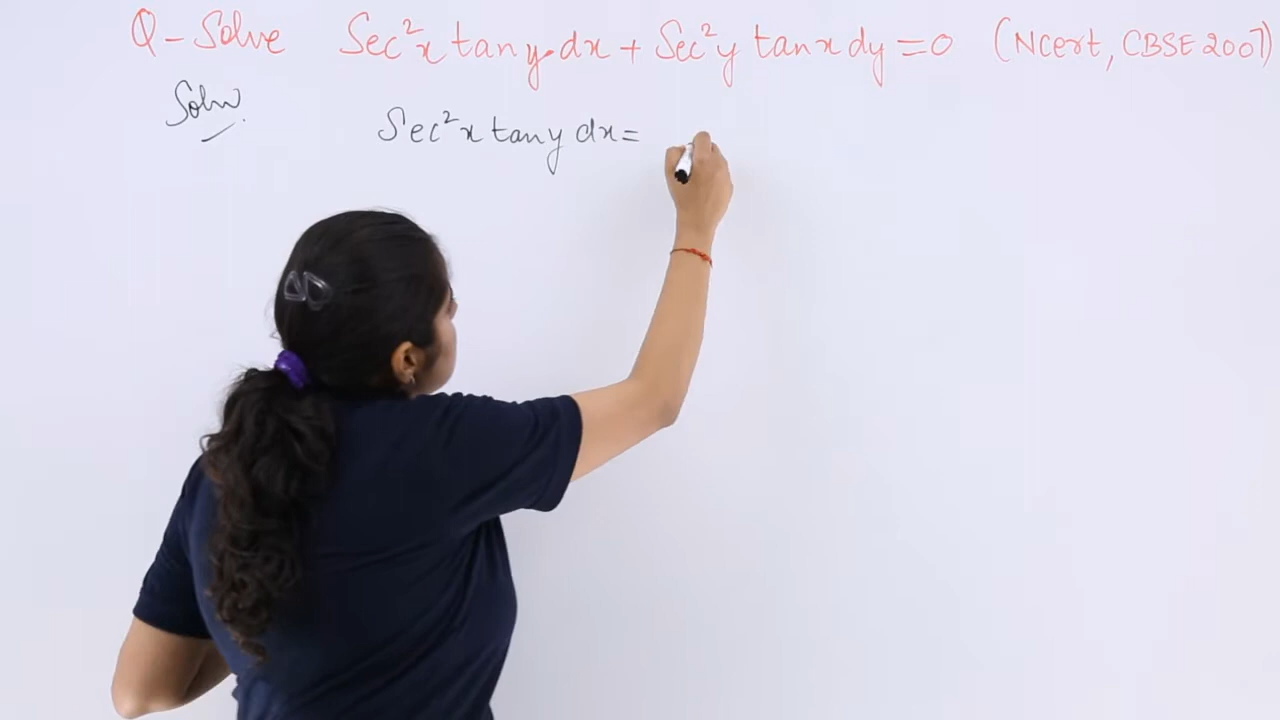 Q-Solve Sec²x tany dx + Sec²y tanx dy = 0 (Ncert, CBSE 2007)
Soln.
Sec²x tany dx =